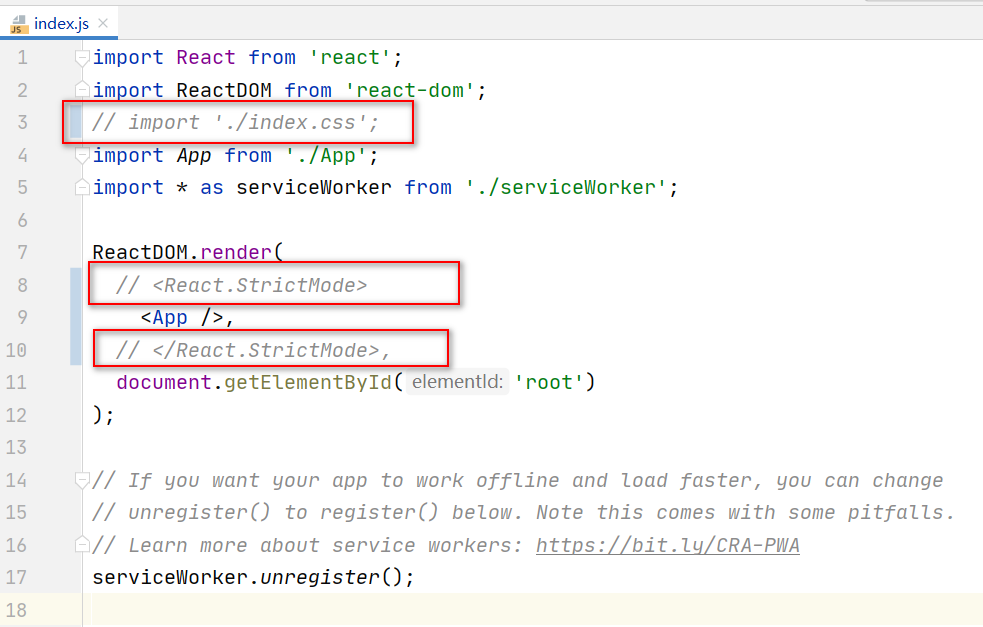 index.js
1 import React from 'react';
2 import ReactDOM from 'react-dom';
3 // import './index.css';
4 import App from './App';
5 import * as serviceWorker from './serviceWorker';
6
7 ReactDOM.render(
8   // <React.StrictMode>
9     <App />,
10   // </React.StrictMode>,
11   document.getElementById( elementId: 'root')
12 );
13
14 // If you want your app to work offline and load faster, you can change
15 // unregister() to register() below. Note this comes with some pitfalls.
16 // Learn more about service workers: https://bit.ly/CRA-PWA
17 serviceWorker.unregister();
18